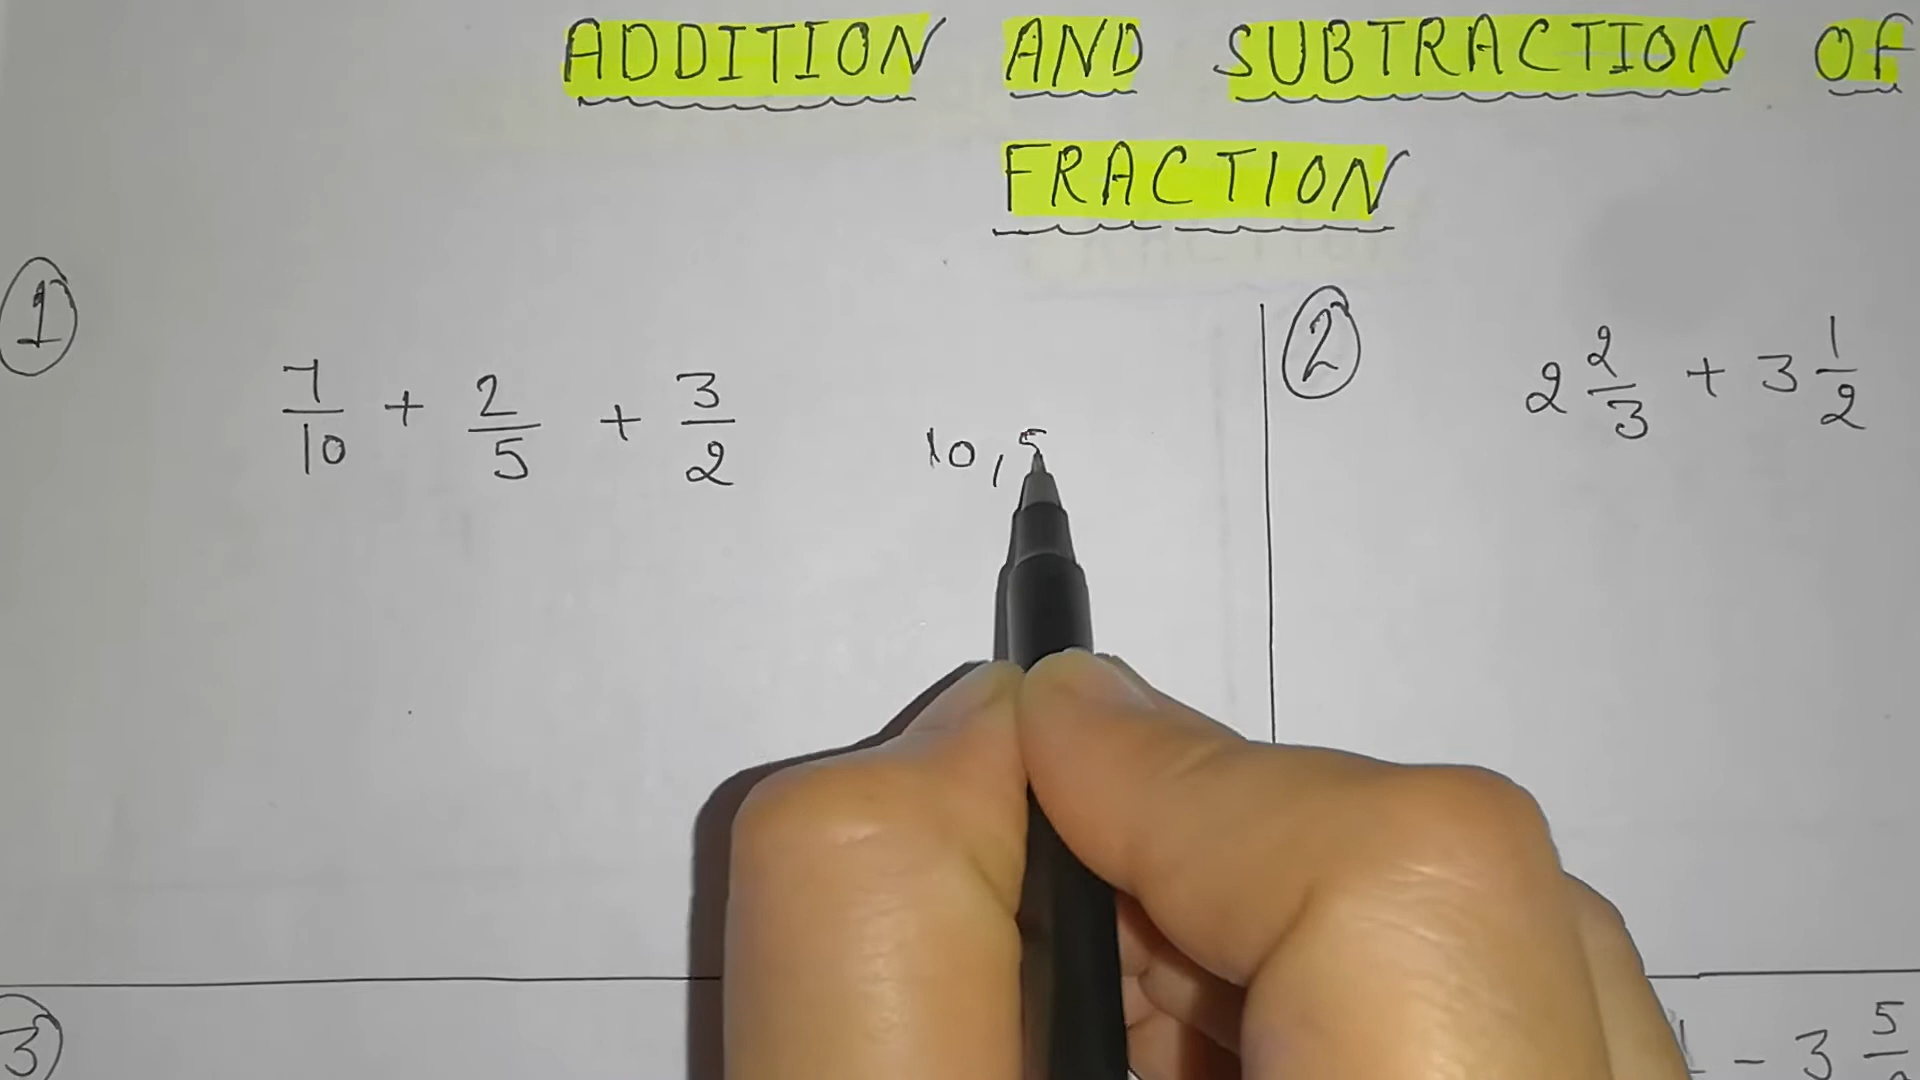 ADDITION AND SUBTRACTION OF
FRACTION
1
7/10 + 2/5 + 3/2
10, 5
2
2 2/3 + 3 1/2
3
- 3 5